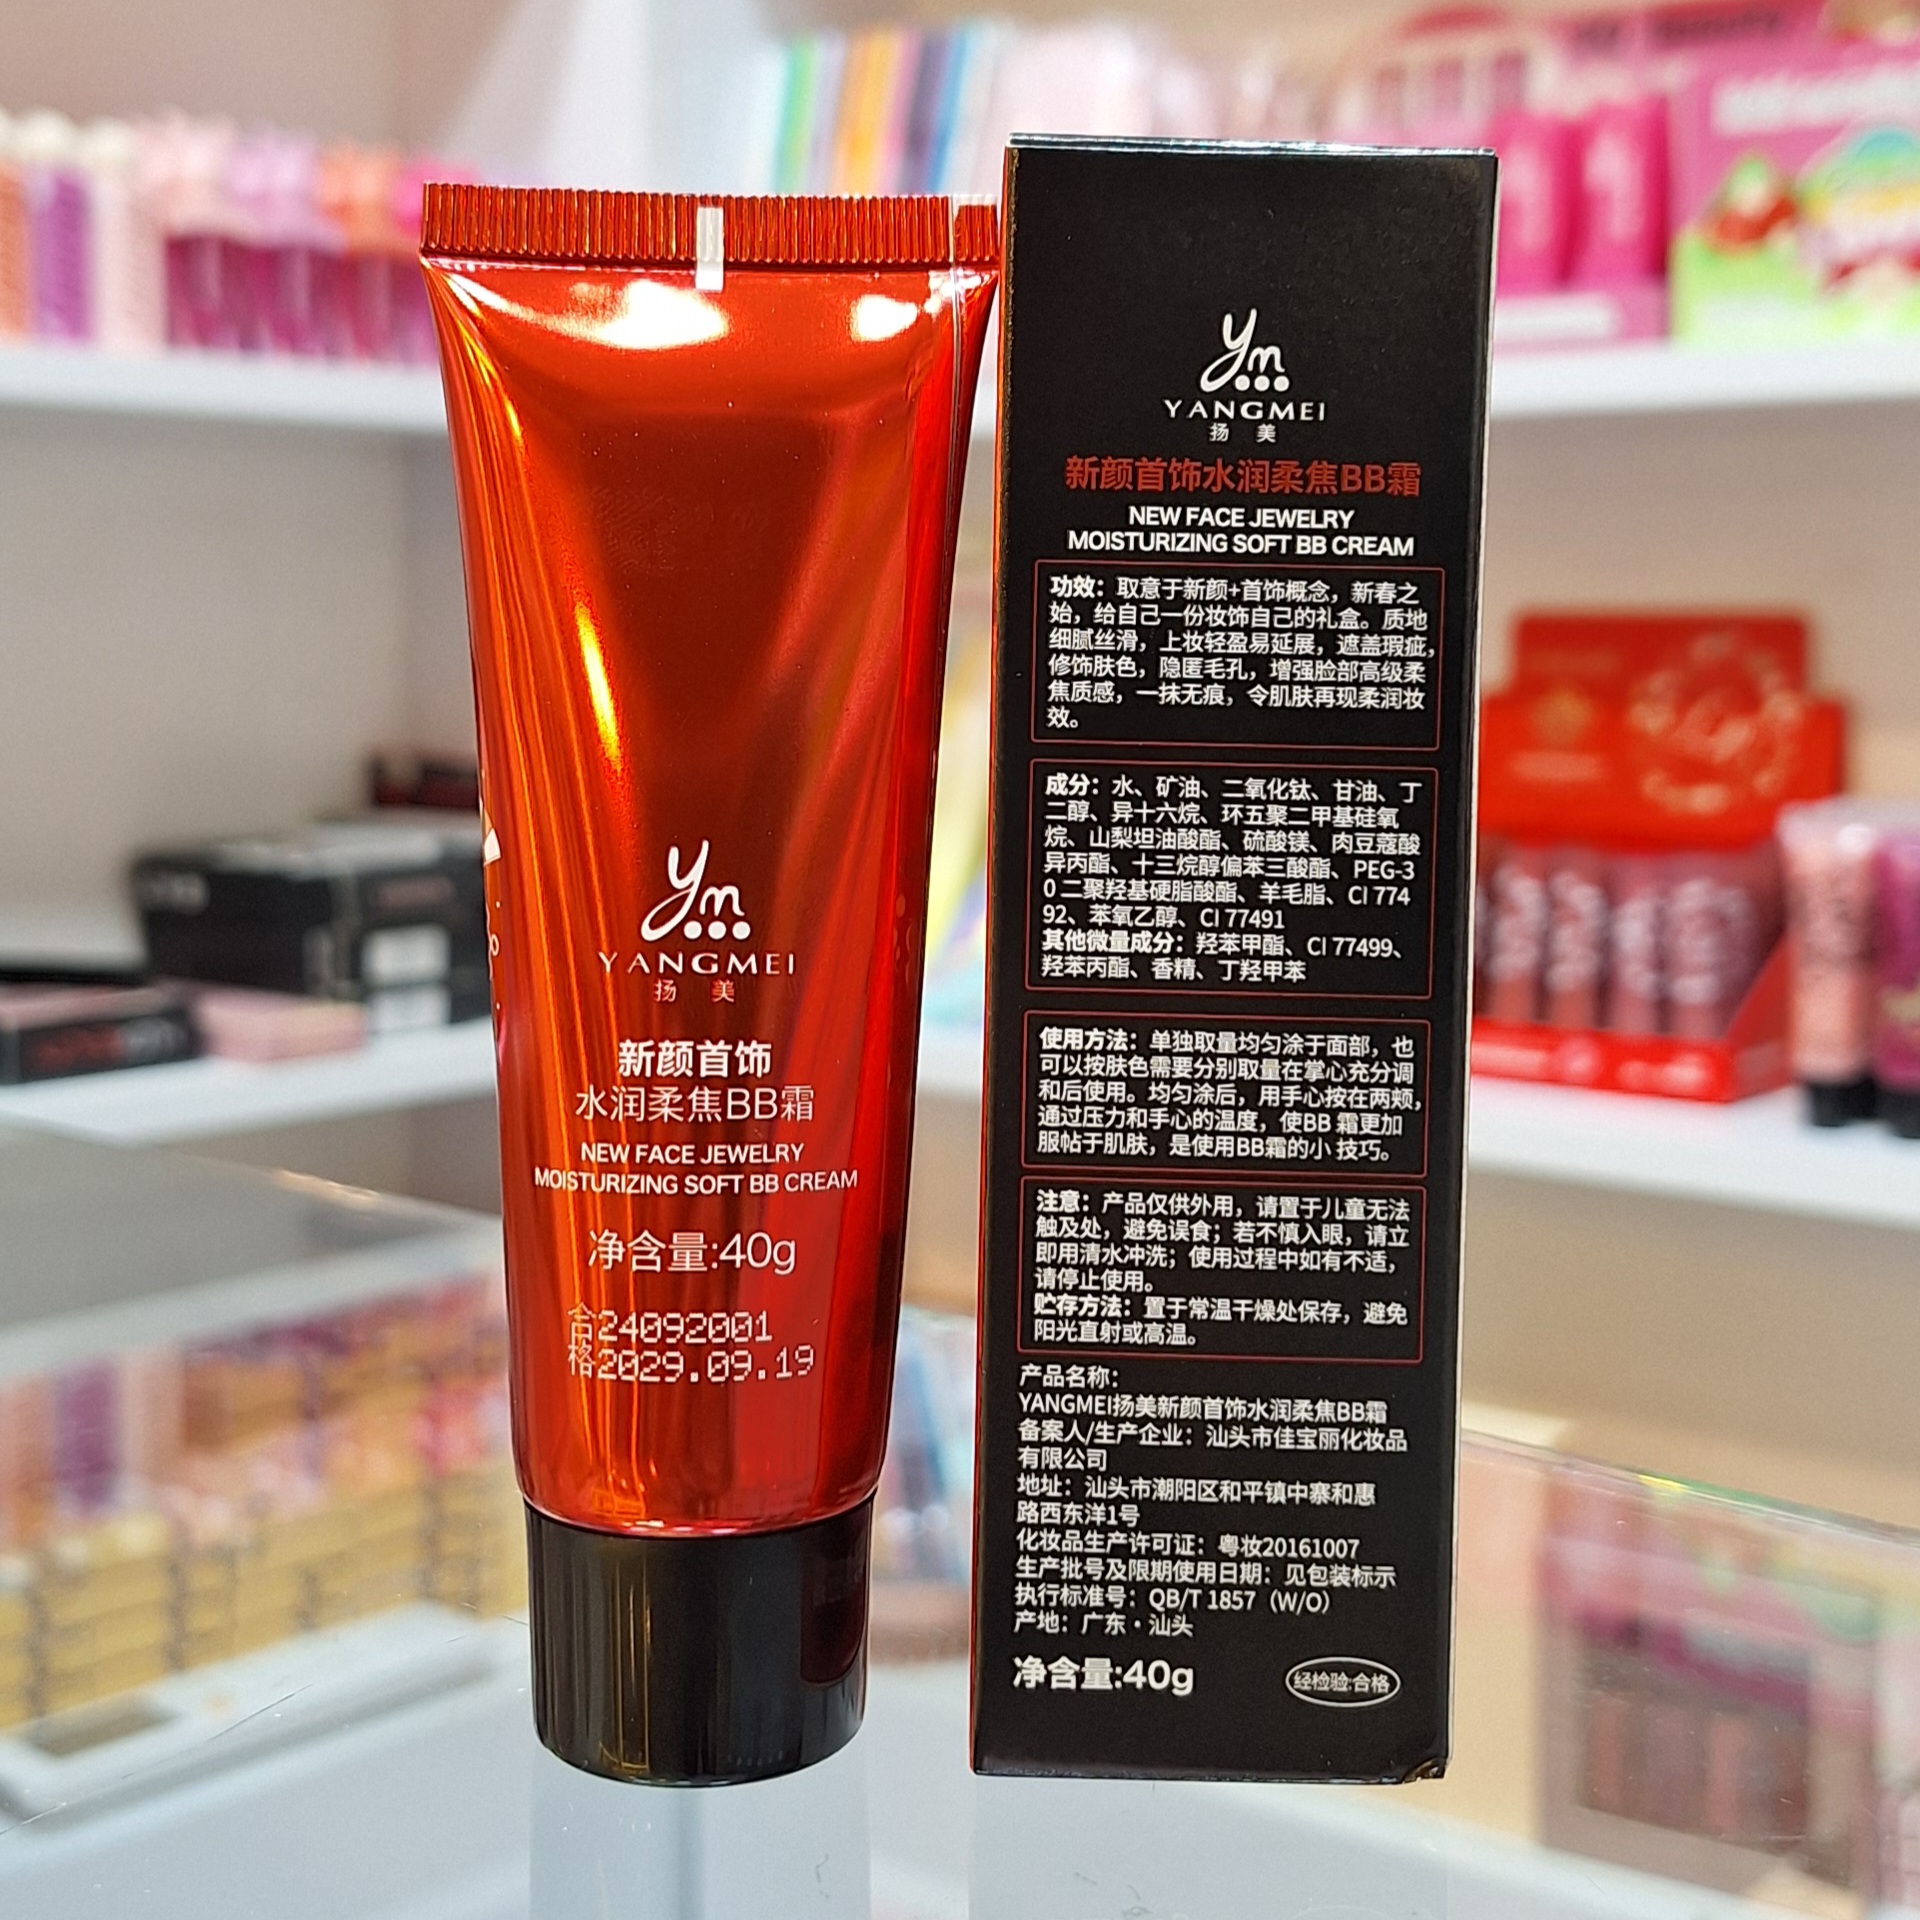 ym
YANGMEI
扬 美
新颜首饰
水润柔焦BB霜
NEW FACE JEWELRY
MOISTURIZING SOFT BB CREAM
净含量:40g
合24092001
格2029.09.19
ym
YANGMEI
扬 美
新颜首饰水润柔焦BB霜
NEW FACE JEWELRY
MOISTURIZING SOFT BB CREAM
功效：取意于新颜+首饰概念，新春之
始，给自己一份妆饰自己的礼盒。质地
细腻丝滑，上妆轻盈易延展，遮盖瑕疵，
修饰肤色，隐匿毛孔，增强脸部高级柔
焦质感，一抹无痕，令肌肤再现柔润妆
效。
成分：水、矿油、二氧化钛、甘油、丁
二醇、异十六烷、环五聚二甲基硅氧
烷、山梨坦油酸酯、硫酸镁、肉豆蔻酸
异丙酯、十三烷醇偏苯三酸酯、PEG-3
0 二聚羟基硬脂酸酯、羊毛脂、CI 774
92、苯氧乙醇、CI 77491
其他微量成分：羟苯甲酯、CI 77499、
羟苯丙酯、香精、丁羟甲苯
使用方法：单独取量均匀涂于面部，也
可以按肤色需要分别取量在掌心充分调
和后使用。均匀涂后，用手心按在两颊，
通过压力和手心的温度，使BB 霜更加
服帖于肌肤，是使用BB霜的小 技巧。
注意：产品仅供外用，请置于儿童无法
触及处，避免误食；若不慎入眼，请立
即用清水冲洗；使用过程中如有不适，
请停止使用。
贮存方法：置于常温干燥处保存，避免
阳光直射或高温。
产品名称：
YANGMEI扬美新颜首饰水润柔焦BB霜
备案人/生产企业：汕头市佳宝丽化妆品
有限公司
地址：汕头市潮阳区和平镇中寨和惠
路西东洋1号
化妆品生产许可证：粤妆20161007
生产批号及限期使用日期：见包装标示
执行标准号：QB/T 1857（W/O）
产地：广东·汕头
净含量:40g
经检验:合格